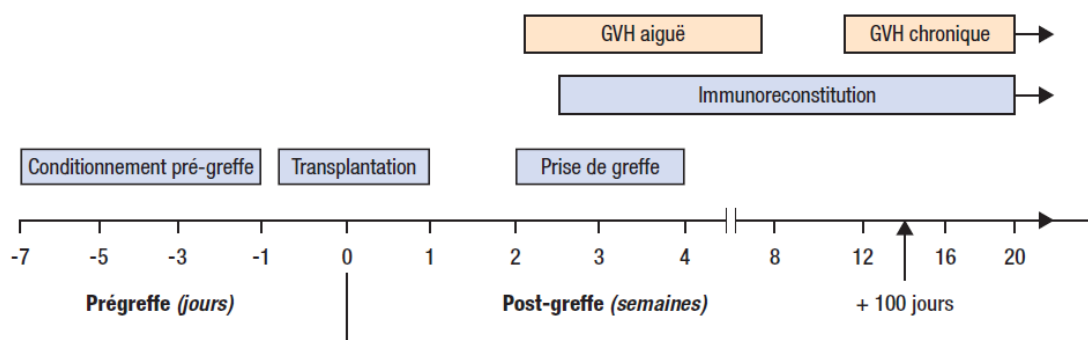 GVH aiguë GVH chronique
Immunoreconstitution
Conditionnement pré-greffe Transplantation Prise de greffe
-7 -5 -3 -1 0 1 2 3 4 8 12 16 20
Prégreffe (jours) Post-greffe (semaines) + 100 jours